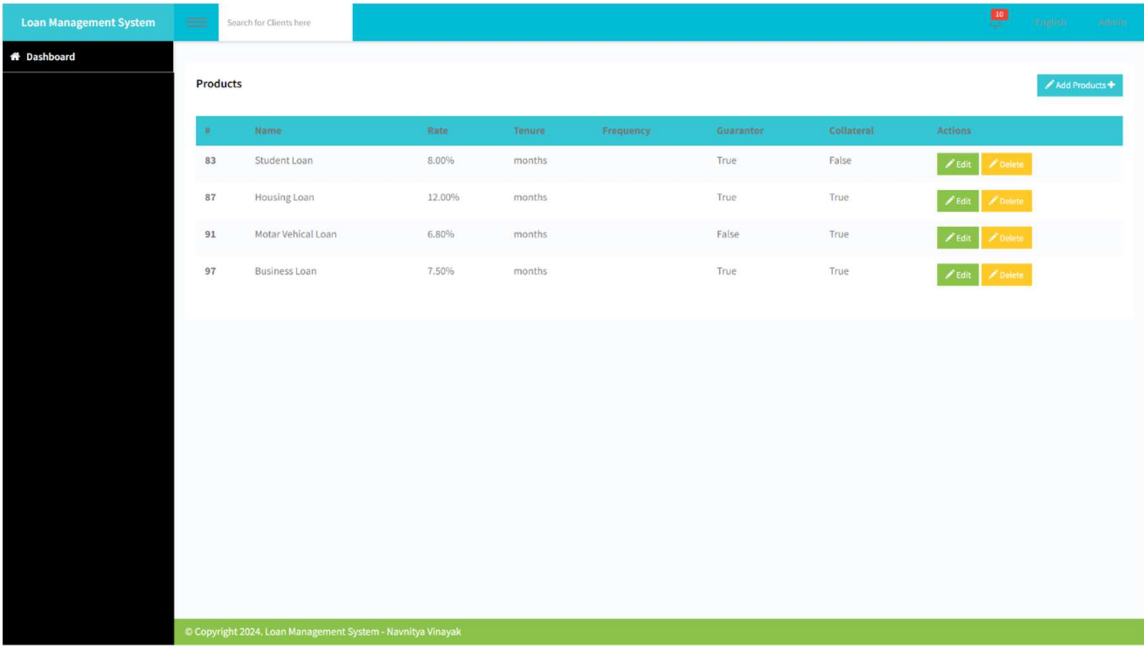 Loan Management System
Search for Clients here
10
English
Admin
Dashboard
Products
Add Products
# Name Rate Tenure Frequency Guarantor Collateral Actions
83 Student Loan 8.00% months True False Edit Delete
87 Housing Loan 12.00% months True True Edit Delete
91 Motar Vehical Loan 6.80% months False True Edit Delete
97 Business Loan 7.50% months True True Edit Delete
© Copyright 2024. Loan Management System - Navnitya Vinayak